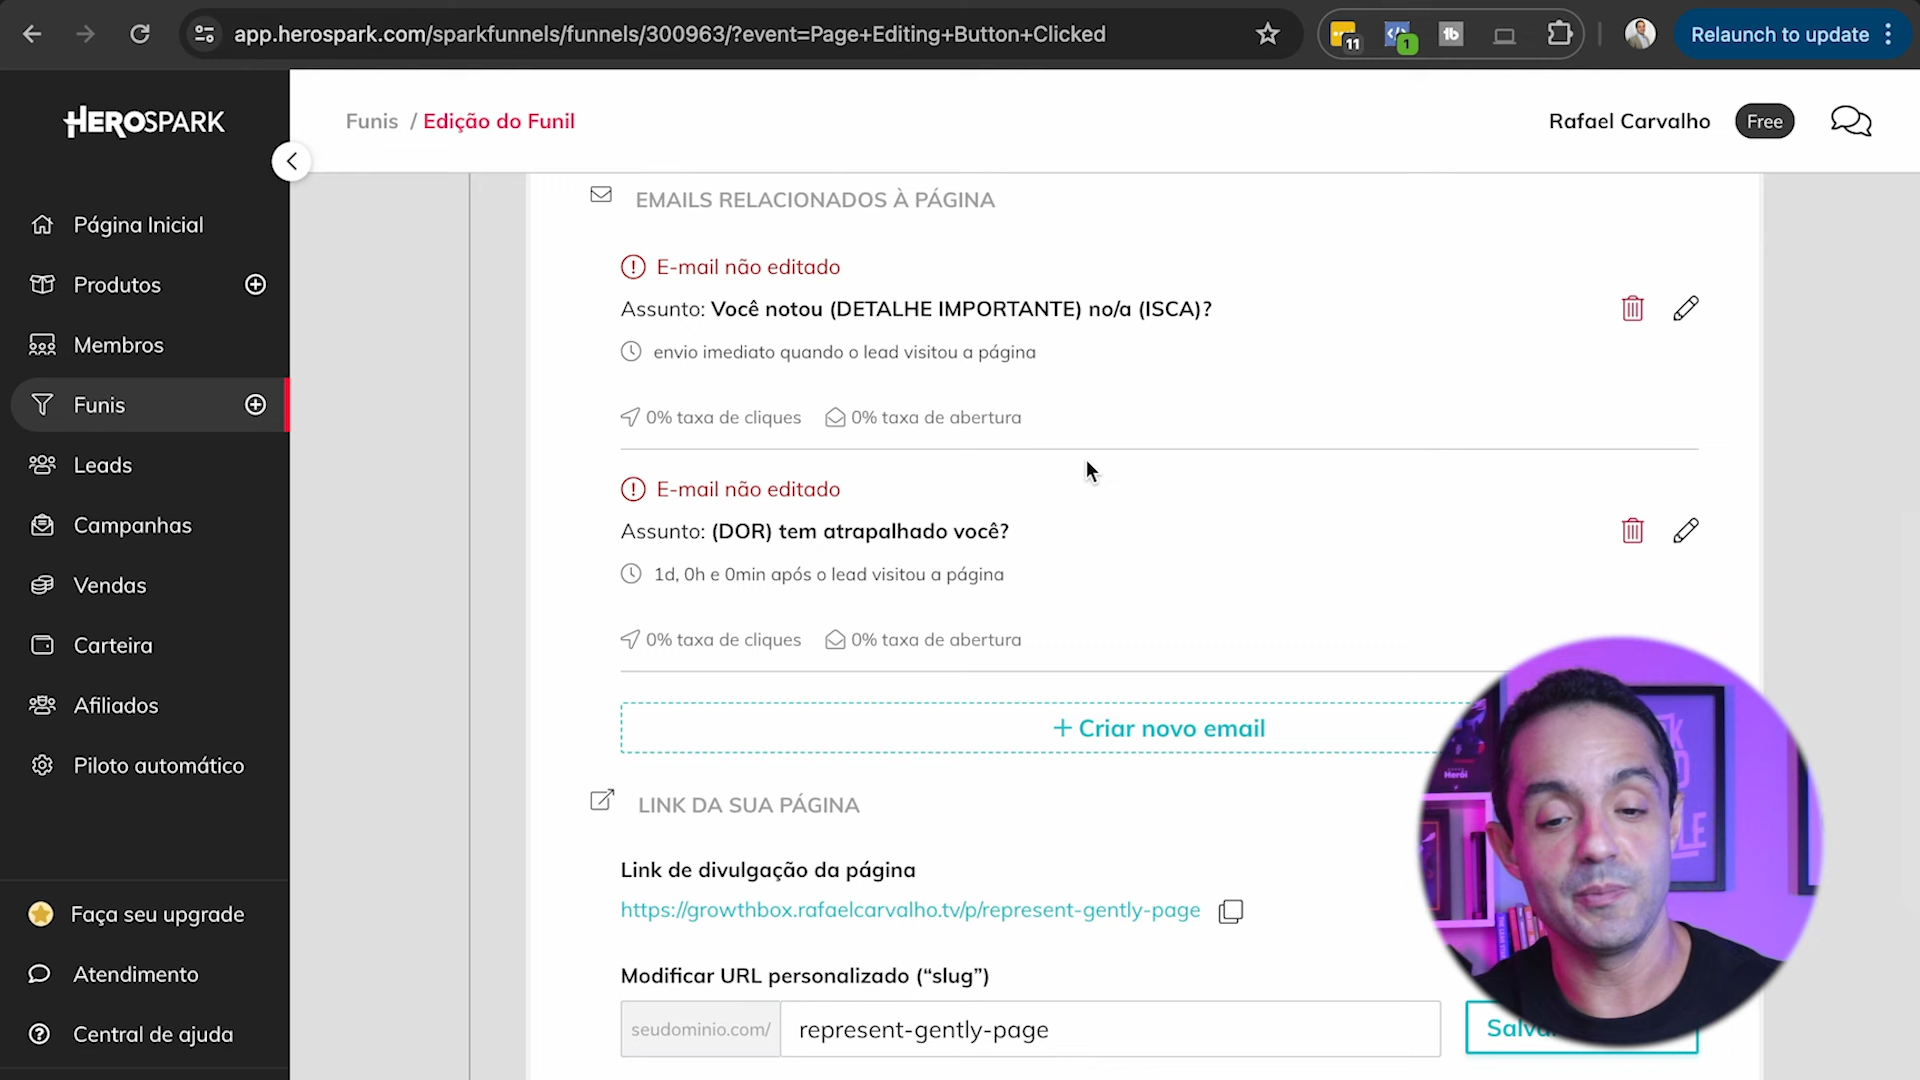 app.herospark.com/sparkfunnels/funnels/300963/?event=Page+Editing+Button+Clicked
11
1
tb
Relaunch to update
HEROSPARK
Funis / Edição do Funil
Rafael Carvalho
Free
Página Inicial
Produtos
Membros
Funis
Leads
Campanhas
Vendas
Carteira
Afiliados
Piloto automático
Faça seu upgrade
Atendimento
Central de ajuda
EMAILS RELACIONADOS À PÁGINA
E-mail não editado
Assunto: Você notou (DETALHE IMPORTANTE) no/a (ISCA)?
envio imediato quando o lead visitou a página
0% taxa de cliques 0% taxa de abertura
E-mail não editado
Assunto: (DOR) tem atrapalhado você?
1d, 0h e 0min após o lead visitou a página
0% taxa de cliques 0% taxa de abertura
+ Criar novo email
LINK DA SUA PÁGINA
Link de divulgação da página
https://growthbox.rafaelcarvalho.tv/p/represent-gently-page
Modificar URL personalizado (“slug”)
seudominio.com/ represent-gently-page
Herói